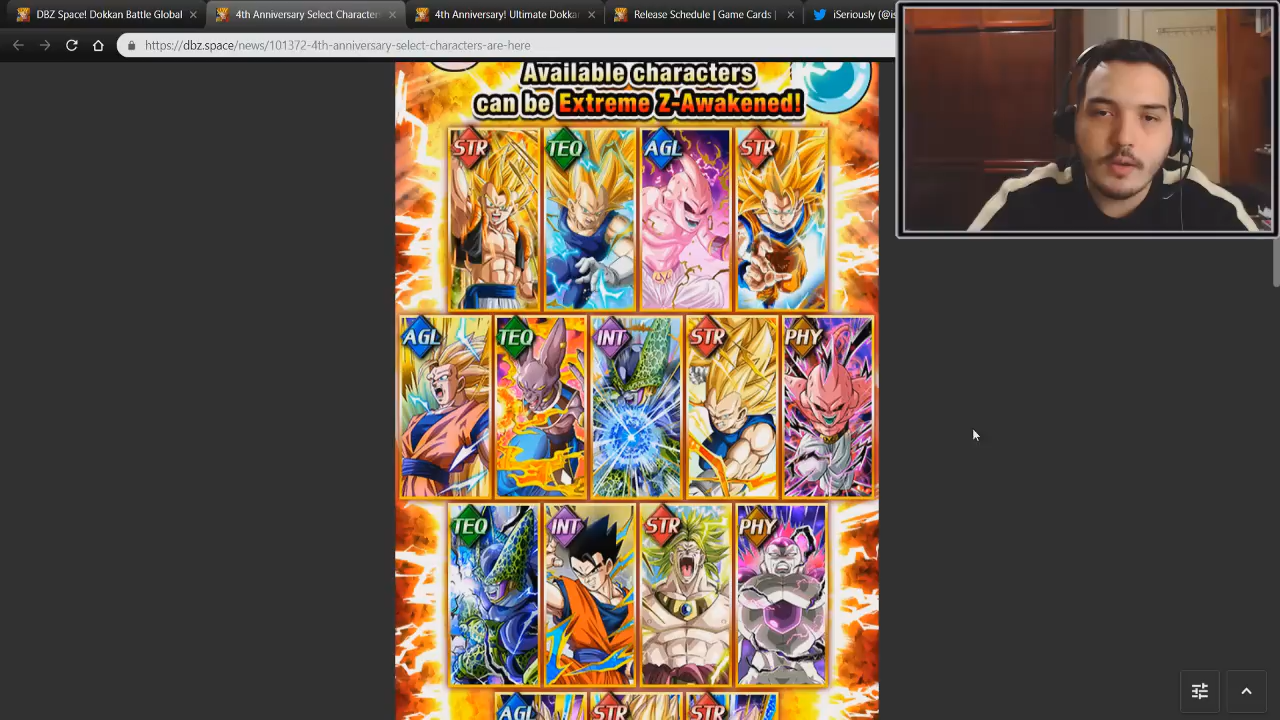 DBZ Space! Dokkan Battle Global
4th Anniversary Select Character
4th Anniversary! Ultimate Dokka
Release Schedule | Game Cards |
iSeriously (@is
https://dbz.space/news/101372-4th-anniversary-select-characters-are-here
Available characters
can be Extreme Z-Awakened!
STR TEQ AGL STR
AGL TEQ INT STR PHY
TEQ INT STR PHY
AGL STR STR